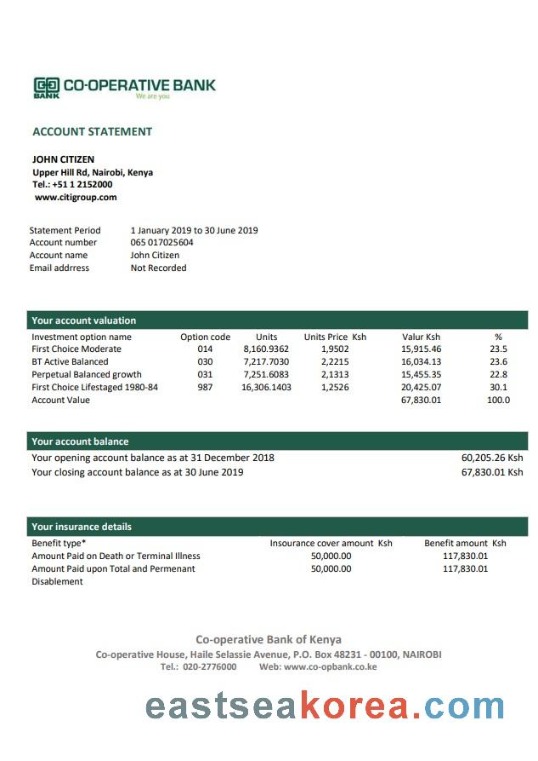 CO-OPERATIVE BANK
BANK
We are you
ACCOUNT STATEMENT
JOHN CITIZEN
Upper Hill Rd, Nairobi, Kenya
Tel.: +51 1 2152000
www.citigroup.com
Statement Period 1 January 2019 to 30 June 2019
Account number 065 017025604
Account name John Citizen
Email addrress Not Recorded
Your account valuation
Investment option name Option code Units Units Price Ksh Valur Ksh %
First Choice Moderate 014 8,160.9362 1,9502 15,915.46 23.5
BT Active Balanced 030 7,217.7030 2,2215 16,034.13 23.6
Perpetual Balanced growth 031 7,251.6083 2,1313 15,455.35 22.8
First Choice Lifestaged 1980-84 987 16,306.1403 1,2526 20,425.07 30.1
Account Value 67,830.01 100.0
Your account balance
Your opening account balance as at 31 December 2018 60,205.26 Ksh
Your closing account balance as at 30 June 2019 67,830.01 Ksh
Your insurance details
Benefit type* Insourance cover amount Ksh Benefit amount Ksh
Amount Paid on Death or Terminal Illness 50,000.00 117,830.01
Amount Paid upon Total and Permenant 50,000.00 117,830.01
Disablement
Co-operative Bank of Kenya
Co-operative House, Haile Selassie Avenue, P.O. Box 48231 - 00100, NAIROBI
Tel.: 020-2776000 Web: www.co-opbank.co.ke
eastseakorea.com